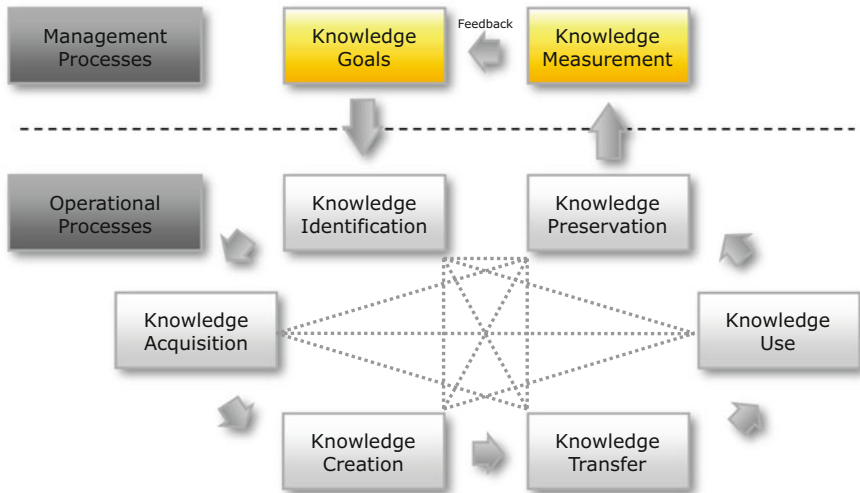 Management
Processes
Knowledge
Goals
Feedback
Knowledge
Measurement
Operational
Processes
Knowledge
Identification
Knowledge
Preservation
Knowledge
Acquisition
Knowledge
Use
Knowledge
Creation
Knowledge
Transfer